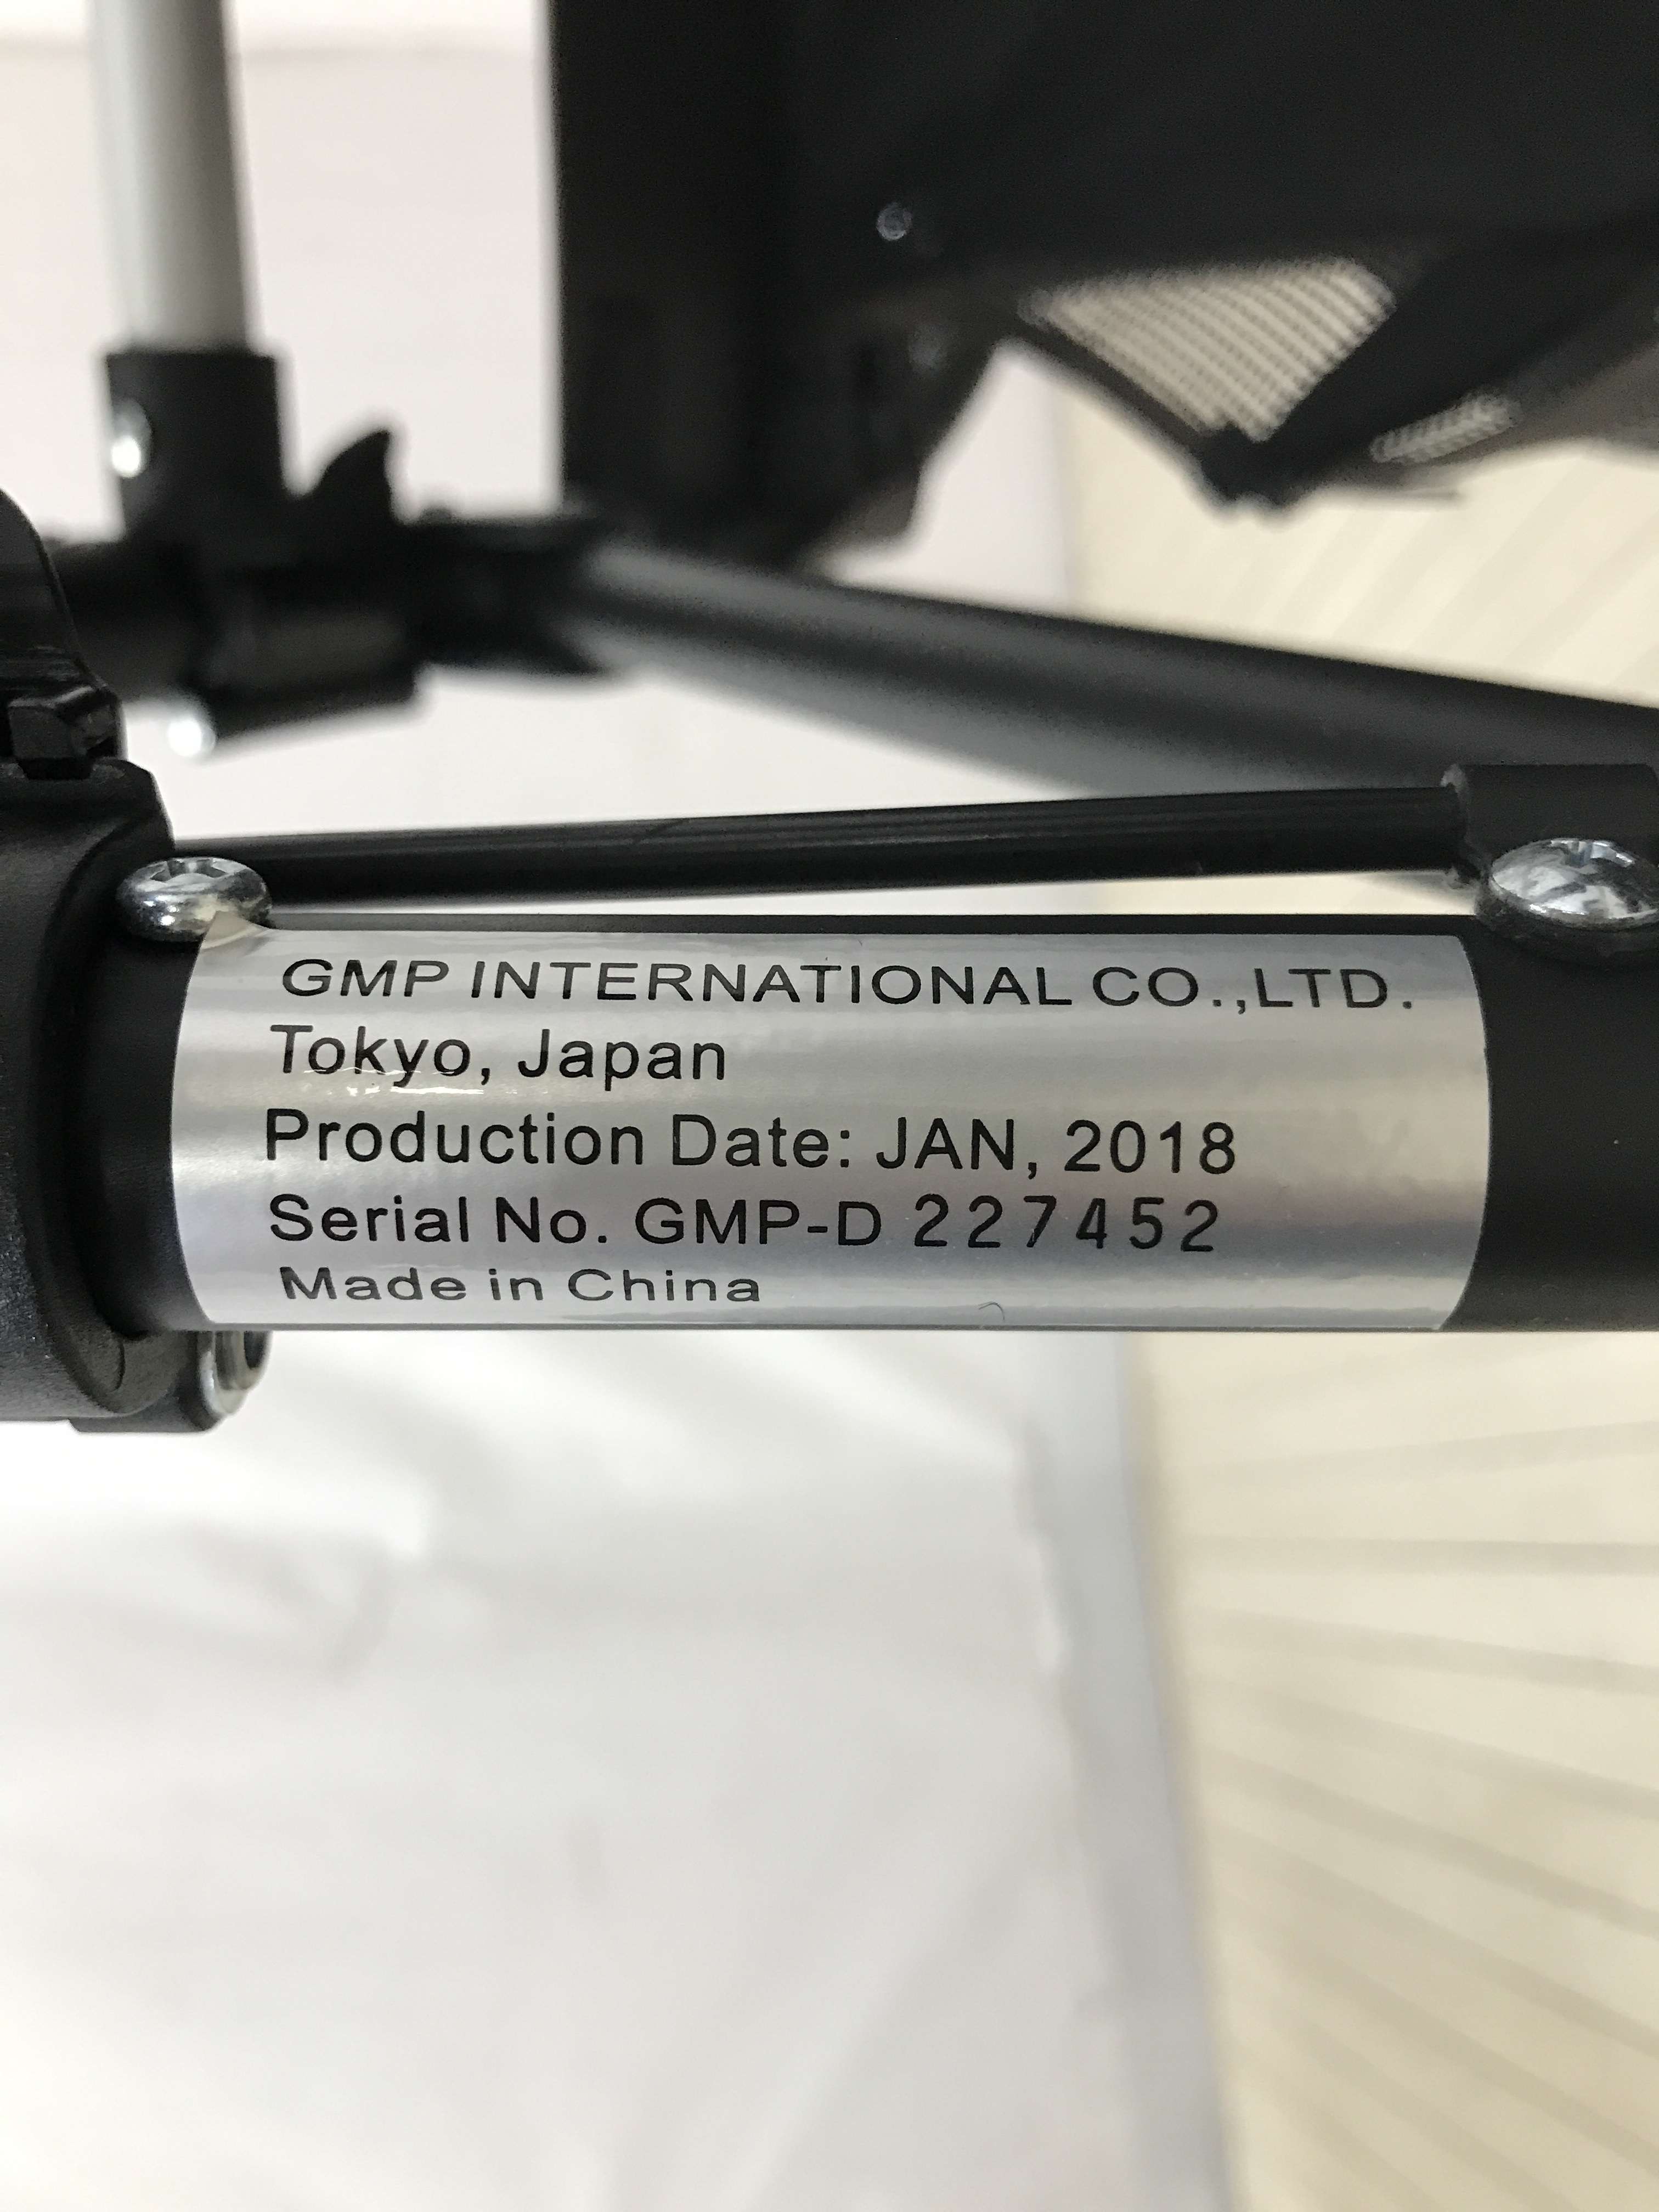 GMP INTERNATIONAL CO.,LTD.
Tokyo, Japan
Production Date: JAN, 2018
Serial No. GMP-D 227452
Made in China